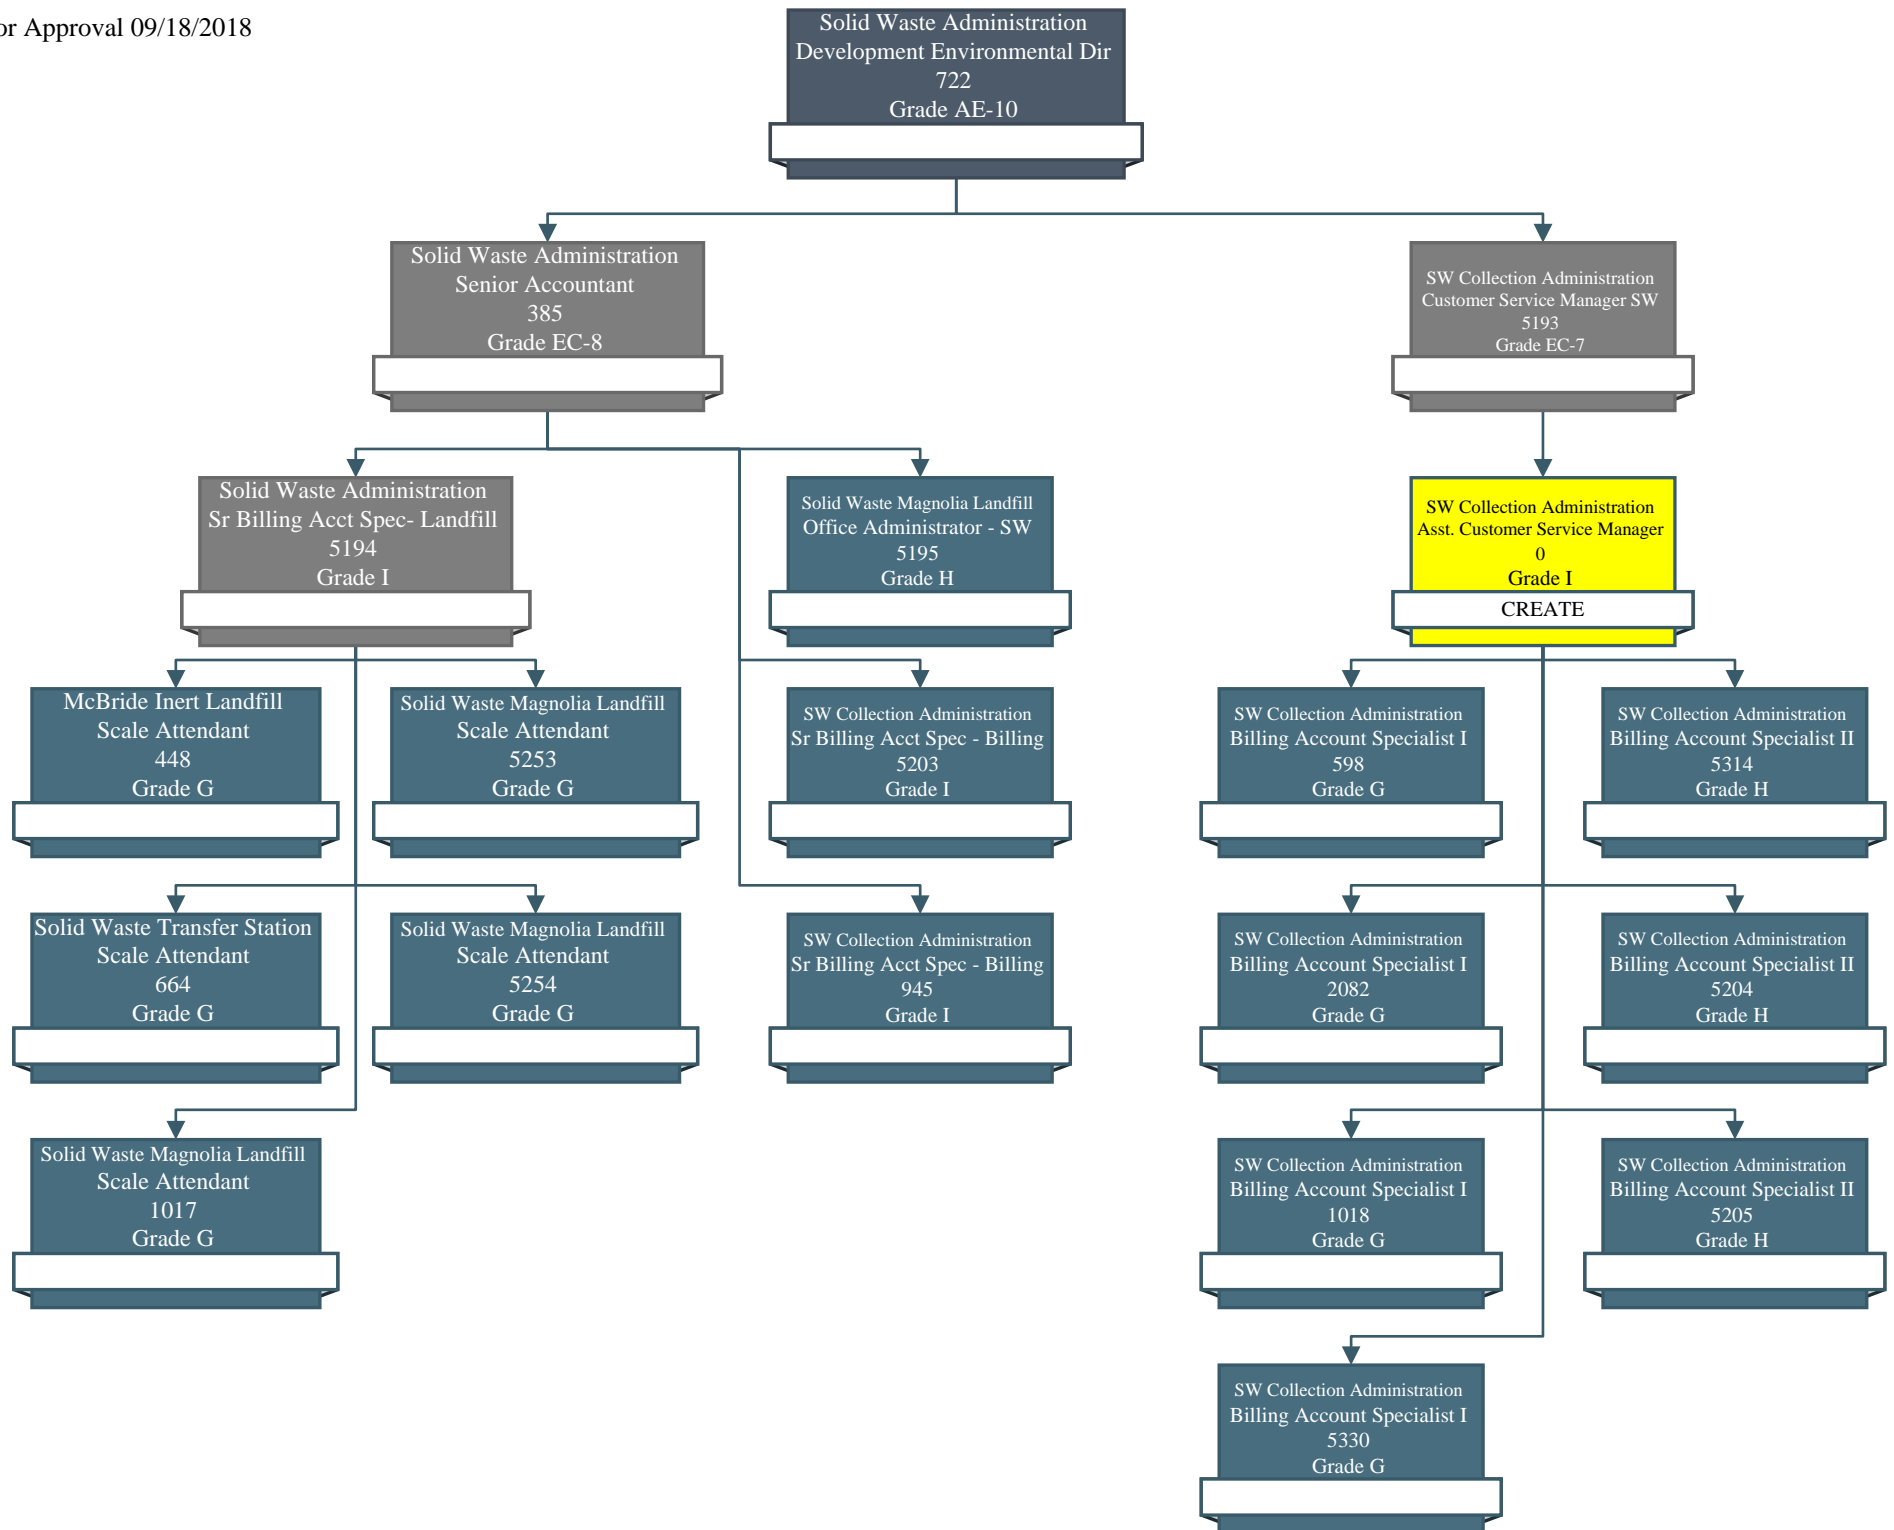 or Approval 09/18/2018
Solid Waste Administration
Development Environmental Dir
722
Grade AE-10
Solid Waste Administration
Senior Accountant
385
Grade EC-8
SW Collection Administration
Customer Service Manager SW
5193
Grade EC-7
Solid Waste Administration
Sr Billing Acct Spec- Landfill
5194
Grade I
Solid Waste Magnolia Landfill
Office Administrator - SW
5195
Grade H
SW Collection Administration
Asst. Customer Service Manager
0
Grade I
CREATE
McBride Inert Landfill
Scale Attendant
448
Grade G
Solid Waste Magnolia Landfill
Scale Attendant
5253
Grade G
SW Collection Administration
Sr Billing Acct Spec - Billing
5203
Grade I
SW Collection Administration
Billing Account Specialist I
598
Grade G
SW Collection Administration
Billing Account Specialist II
5314
Grade H
Solid Waste Transfer Station
Scale Attendant
664
Grade G
Solid Waste Magnolia Landfill
Scale Attendant
5254
Grade G
SW Collection Administration
Sr Billing Acct Spec - Billing
945
Grade I
SW Collection Administration
Billing Account Specialist I
2082
Grade G
SW Collection Administration
Billing Account Specialist II
5204
Grade H
Solid Waste Magnolia Landfill
Scale Attendant
1017
Grade G
SW Collection Administration
Billing Account Specialist I
1018
Grade G
SW Collection Administration
Billing Account Specialist II
5205
Grade H
SW Collection Administration
Billing Account Specialist I
5330
Grade G